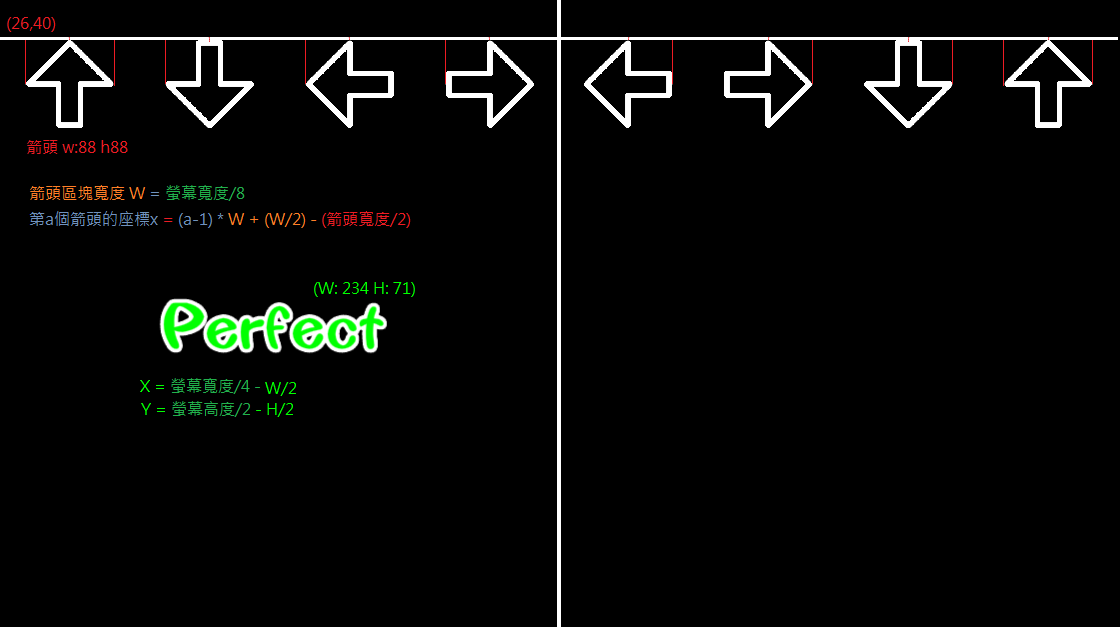 (26,40)
箭頭 w:88 h88
箭頭區塊寬度 W = 螢幕寬度/8
第a個箭頭的座標x = (a-1) * W + (W/2) - (箭頭寬度/2)
(W: 234 H: 71)
Perfect
X = 螢幕寬度/4 - W/2
Y = 螢幕高度/2 - H/2